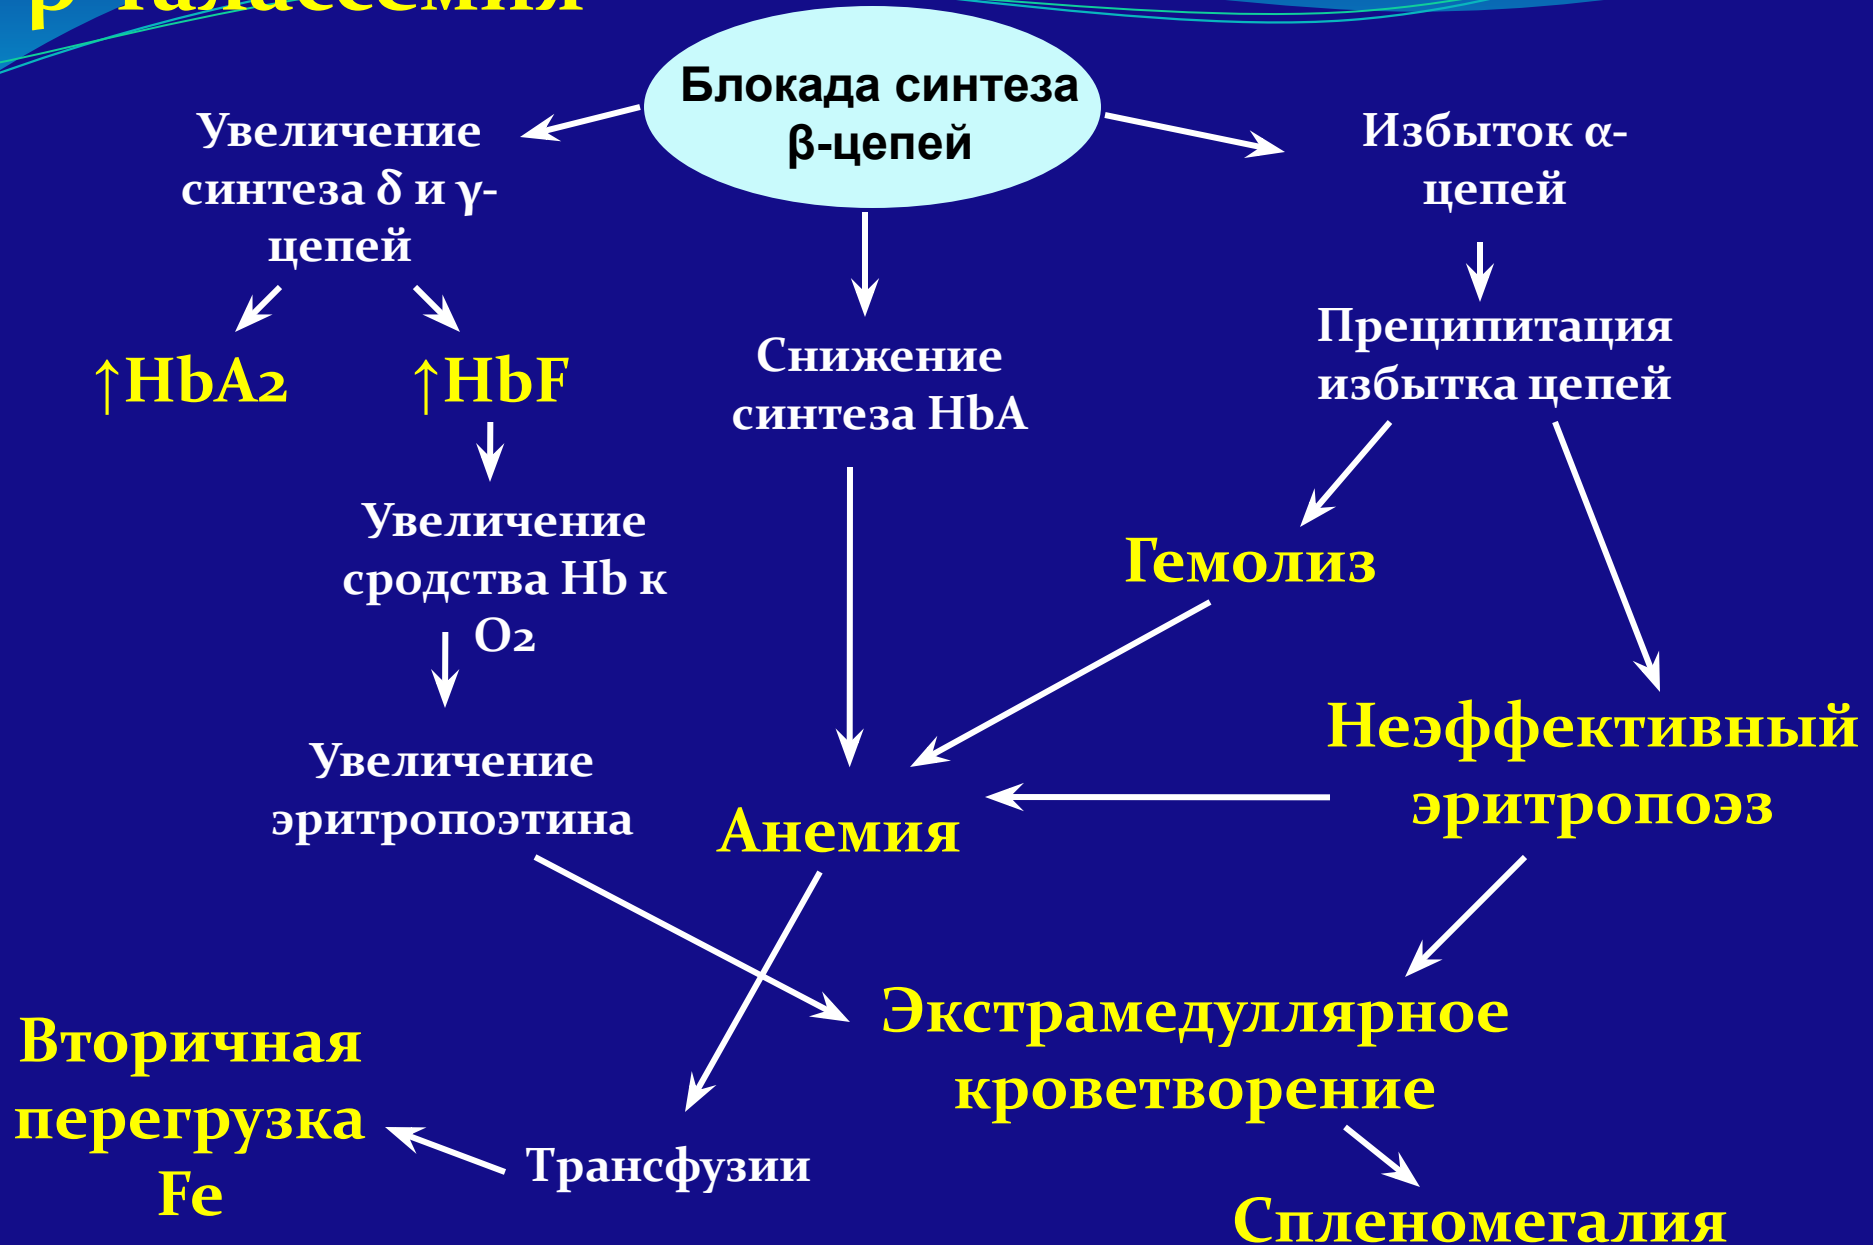 β-талассемия
Блокада синтеза
β-цепей
Увеличение
синтеза δ и γ-
цепей
Избыток α-
цепей
↑HbA2
↑HbF
Снижение
синтеза HbA
Преципитация
избытка цепей
Увеличение
сродства Hb к
O2
Гемолиз
Увеличение
эритропоэтина
Анемия
Неэффективный
эритропоэз
Экстрамедуллярное
кроветворение
Вторичная
перегрузка
Fe
Трансфузии
Спленомегалия